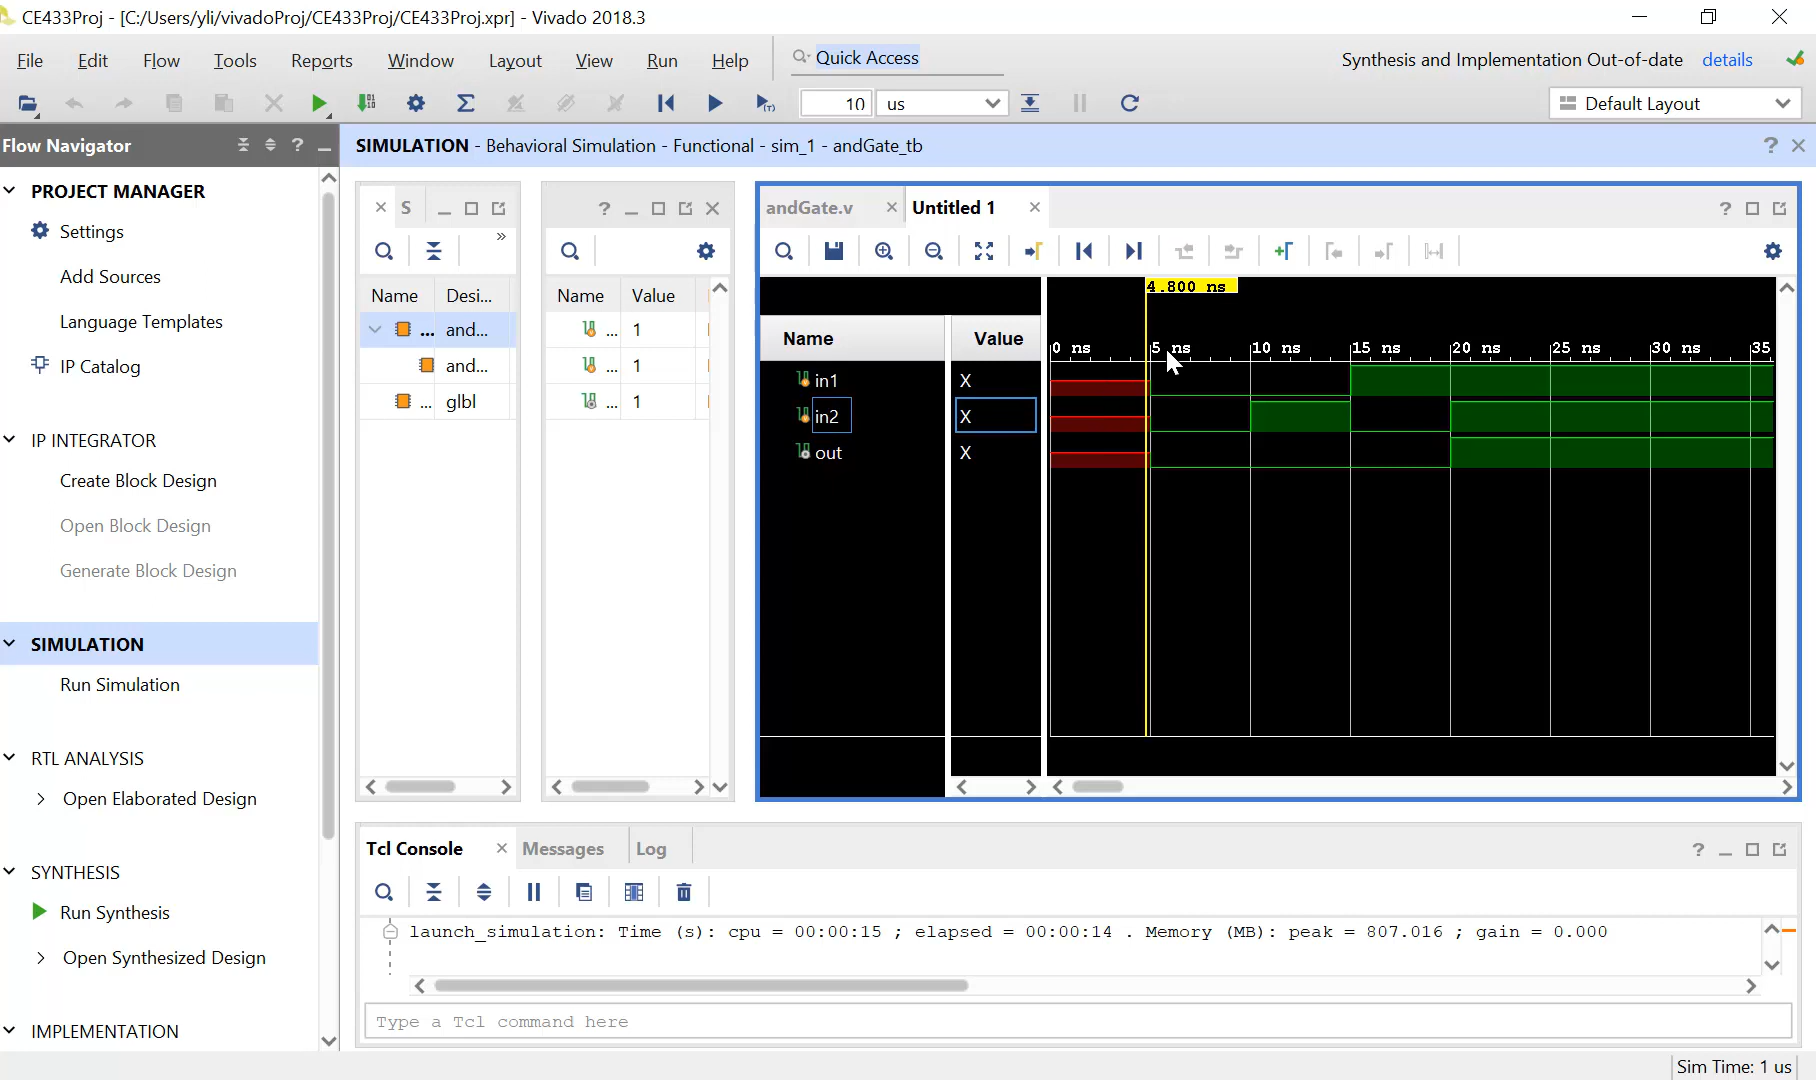 CE433Proj - [C:/Users/yli/vivadoProj/CE433Proj/CE433Proj.xpr] - Vivado 2018.3
File Edit Flow Tools Reports Window Layout View Run Help Quick Access
Synthesis and Implementation Out-of-date details
10 us
Default Layout
Flow Navigator
SIMULATION - Behavioral Simulation - Functional - sim_1 - andGate_tb
PROJECT MANAGER
Settings
Add Sources
Language Templates
IP Catalog
IP INTEGRATOR
Create Block Design
Open Block Design
Generate Block Design
SIMULATION
Run Simulation
RTL ANALYSIS
Open Elaborated Design
SYNTHESIS
Run Synthesis
Open Synthesized Design
IMPLEMENTATION
S
Name Desi...
... and...
and...
... glbl
Name Value
... 1
... 1
... 1
andGate.v Untitled 1
4.800 ns
Name Value
0 ns 5 ns 10 ns 15 ns 20 ns 25 ns 30 ns 35
in1 X
in2 X
out X
Tcl Console Messages Log
launch_simulation: Time (s): cpu = 00:00:15 ; elapsed = 00:00:14 . Memory (MB): peak = 807.016 ; gain = 0.000
Type a Tcl command here
Sim Time: 1 us